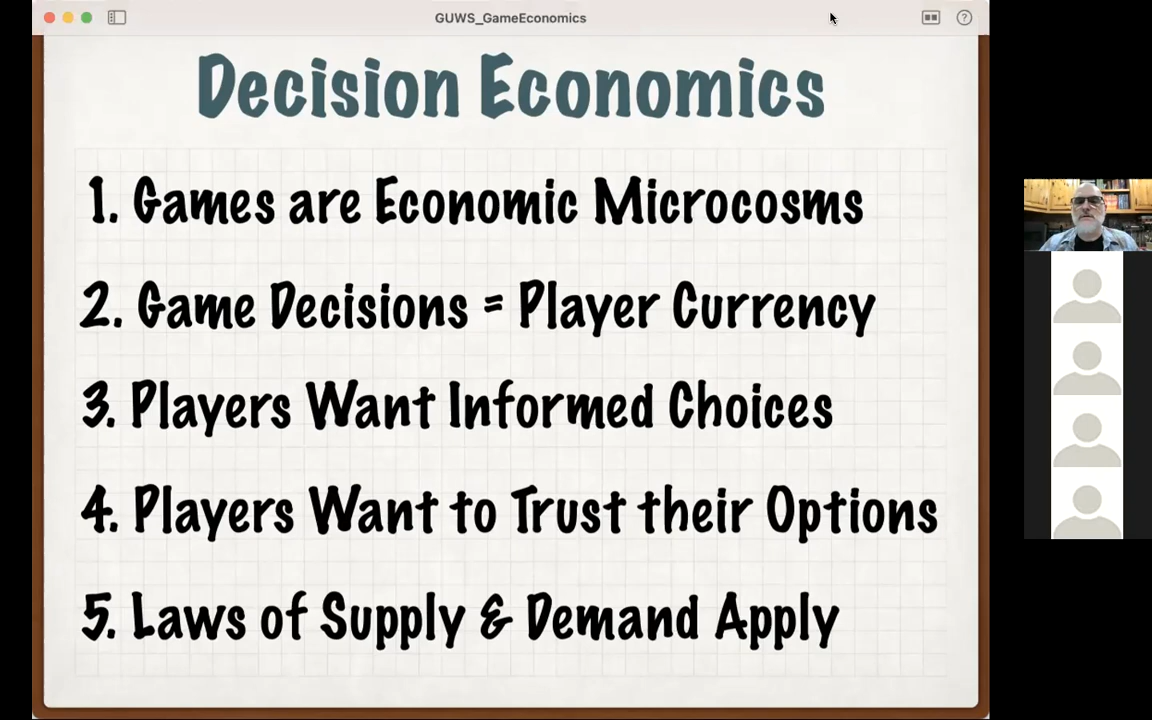 GUWS_GameEconomics
Decision Economics
1. Games are Economic Microcosms
2. Game Decisions = Player Currency
3. Players Want Informed Choices
4. Players Want to Trust their Options
5. Laws of Supply & Demand Apply